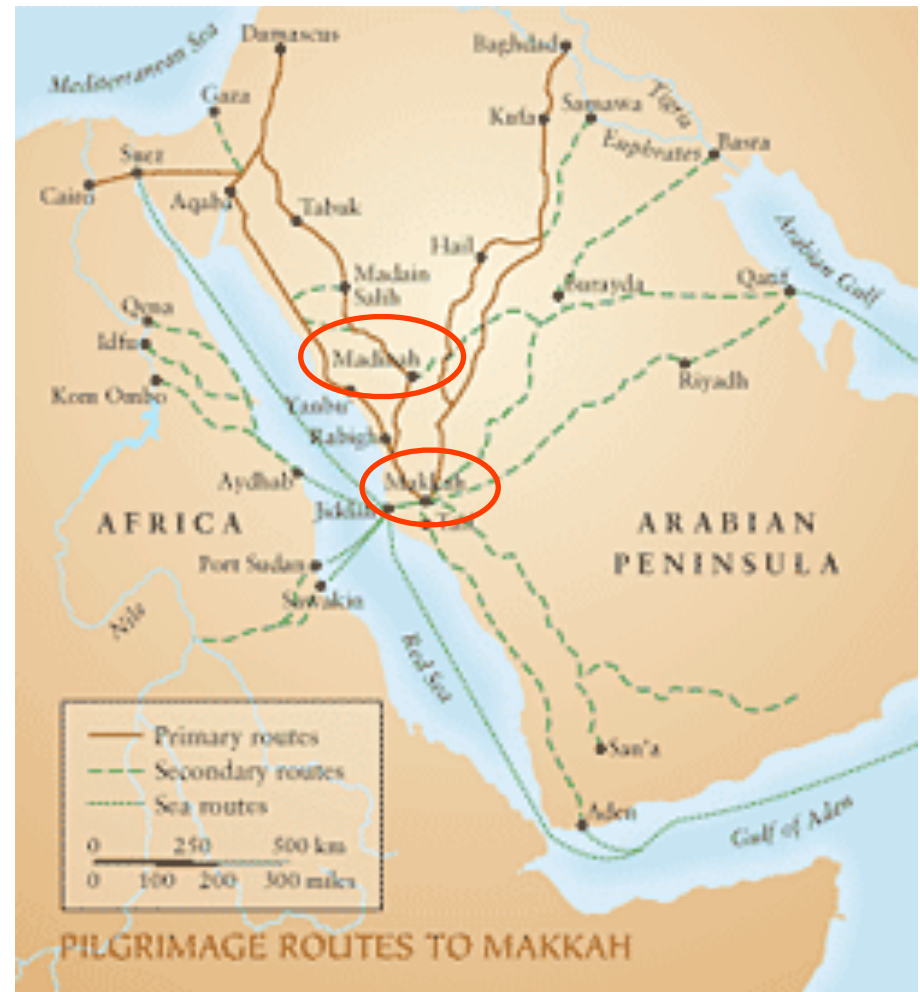 Damascus
Baghdad
Mediterranean Sea
Gaza
Kufa
Samawa
Tigris
Euphrates
Basra
Suez
Cairo
Aqaba
Tabuk
Hail
Arabian Gulf
Madain
Salih
Burayda
Qatif
Qyna
Idfu
Madinah
Riyadh
Kom Ombo
Yanbu'
Rabigh
Aydhab
Makkah
Jiddah
Taif
AFRICA
ARABIAN
PENINSULA
Port Sudan
Suwakin
Nile
Red Sea
Primary routes
Secondary routes
Sea routes
0 250 500 km
0 100 200 300 miles
San'a
Aden
Gulf of Aden
PILGRIMAGE ROUTES TO MAKKAH